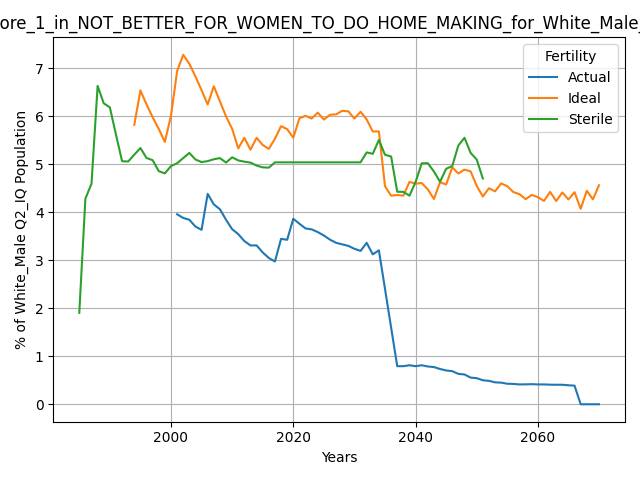 ore_1_in_NOT_BETTER_FOR_WOMEN_TO_DO_HOME_MAKING_for_White_Male_
% of White_Male Q2_IQ Population
7
6
5
4
3
2
1
0
Fertility
Actual
Ideal
Sterile
2000
2020
2040
2060
Years